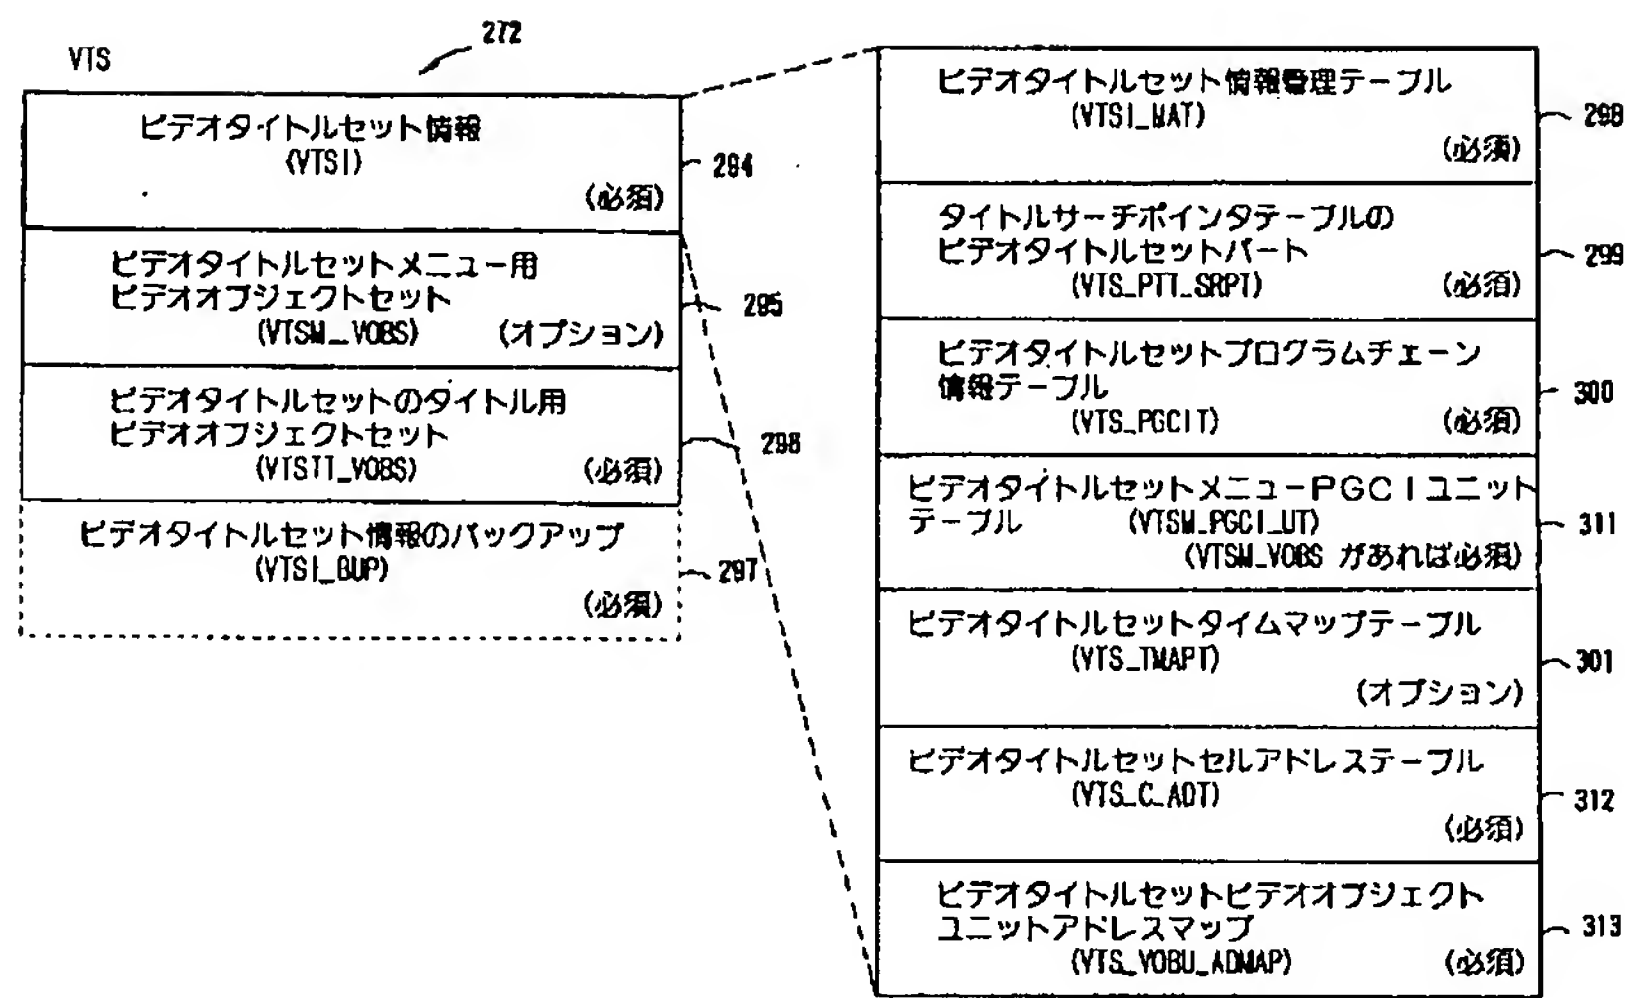 VTS
272
ビデオタイトルセット情報
(VTSI)
(必須)
294
ビデオタイトルセットメニュー用
ビデオオブジェクトセット
(VTSM_VOBS) (オプション)
295
ビデオタイトルセットのタイトル用
ビデオオブジェクトセット
(VTSTT_VOBS) (必須)
296
ビデオタイトルセット情報のバックアップ
(VTSI_BUP)
(必須)
297
ビデオタイトルセット情報管理テーブル
(VTSI_MAT)
(必須)
298
タイトルサーチポインタテーブルの
ビデオタイトルセットパート
(VTS_PTT_SRPT) (必須)
299
ビデオタイトルセットプログラムチェーン
情報テーブル
(VTS_PGCIT) (必須)
300
ビデオタイトルセットメニューPGCIユニット
テーブル (VTSM_PGCI_UT)
(VTSM_VOBS があれば必須)
311
ビデオタイトルセットタイムマップテーブル
(VTS_TMAPT)
(オプション)
301
ビデオタイトルセットセルアドレステーブル
(VTS_C_ADT)
(必須)
312
ビデオタイトルセットビデオオブジェクト
ユニットアドレスマップ
(VTS_VOBU_ADMAP) (必須)
313